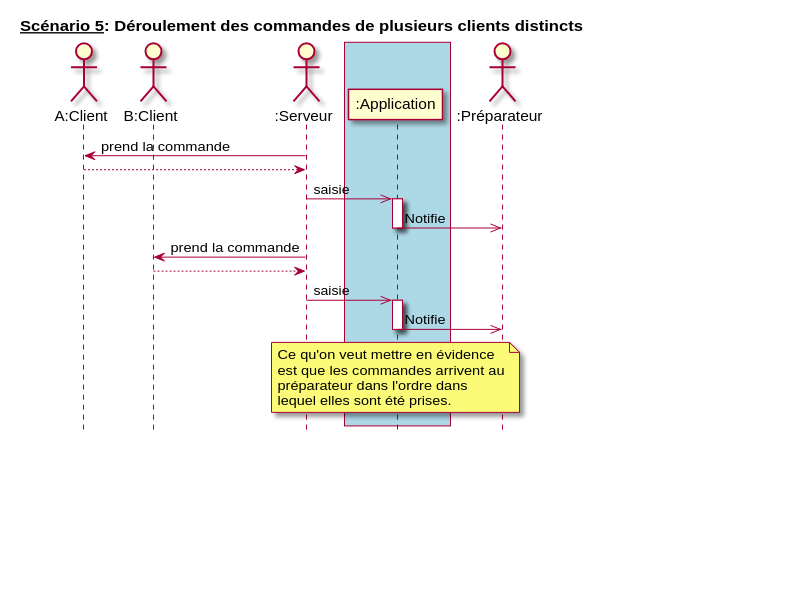 Scénario 5: Déroulement des commandes de plusieurs clients distincts
:Application
A:Client B:Client :Serveur :Préparateur
prend la commande
saisie
Notifie
prend la commande
saisie
Notifie
Ce qu'on veut mettre en évidence
est que les commandes arrivent au
préparateur dans l'ordre dans
lequel elles sont été prises.